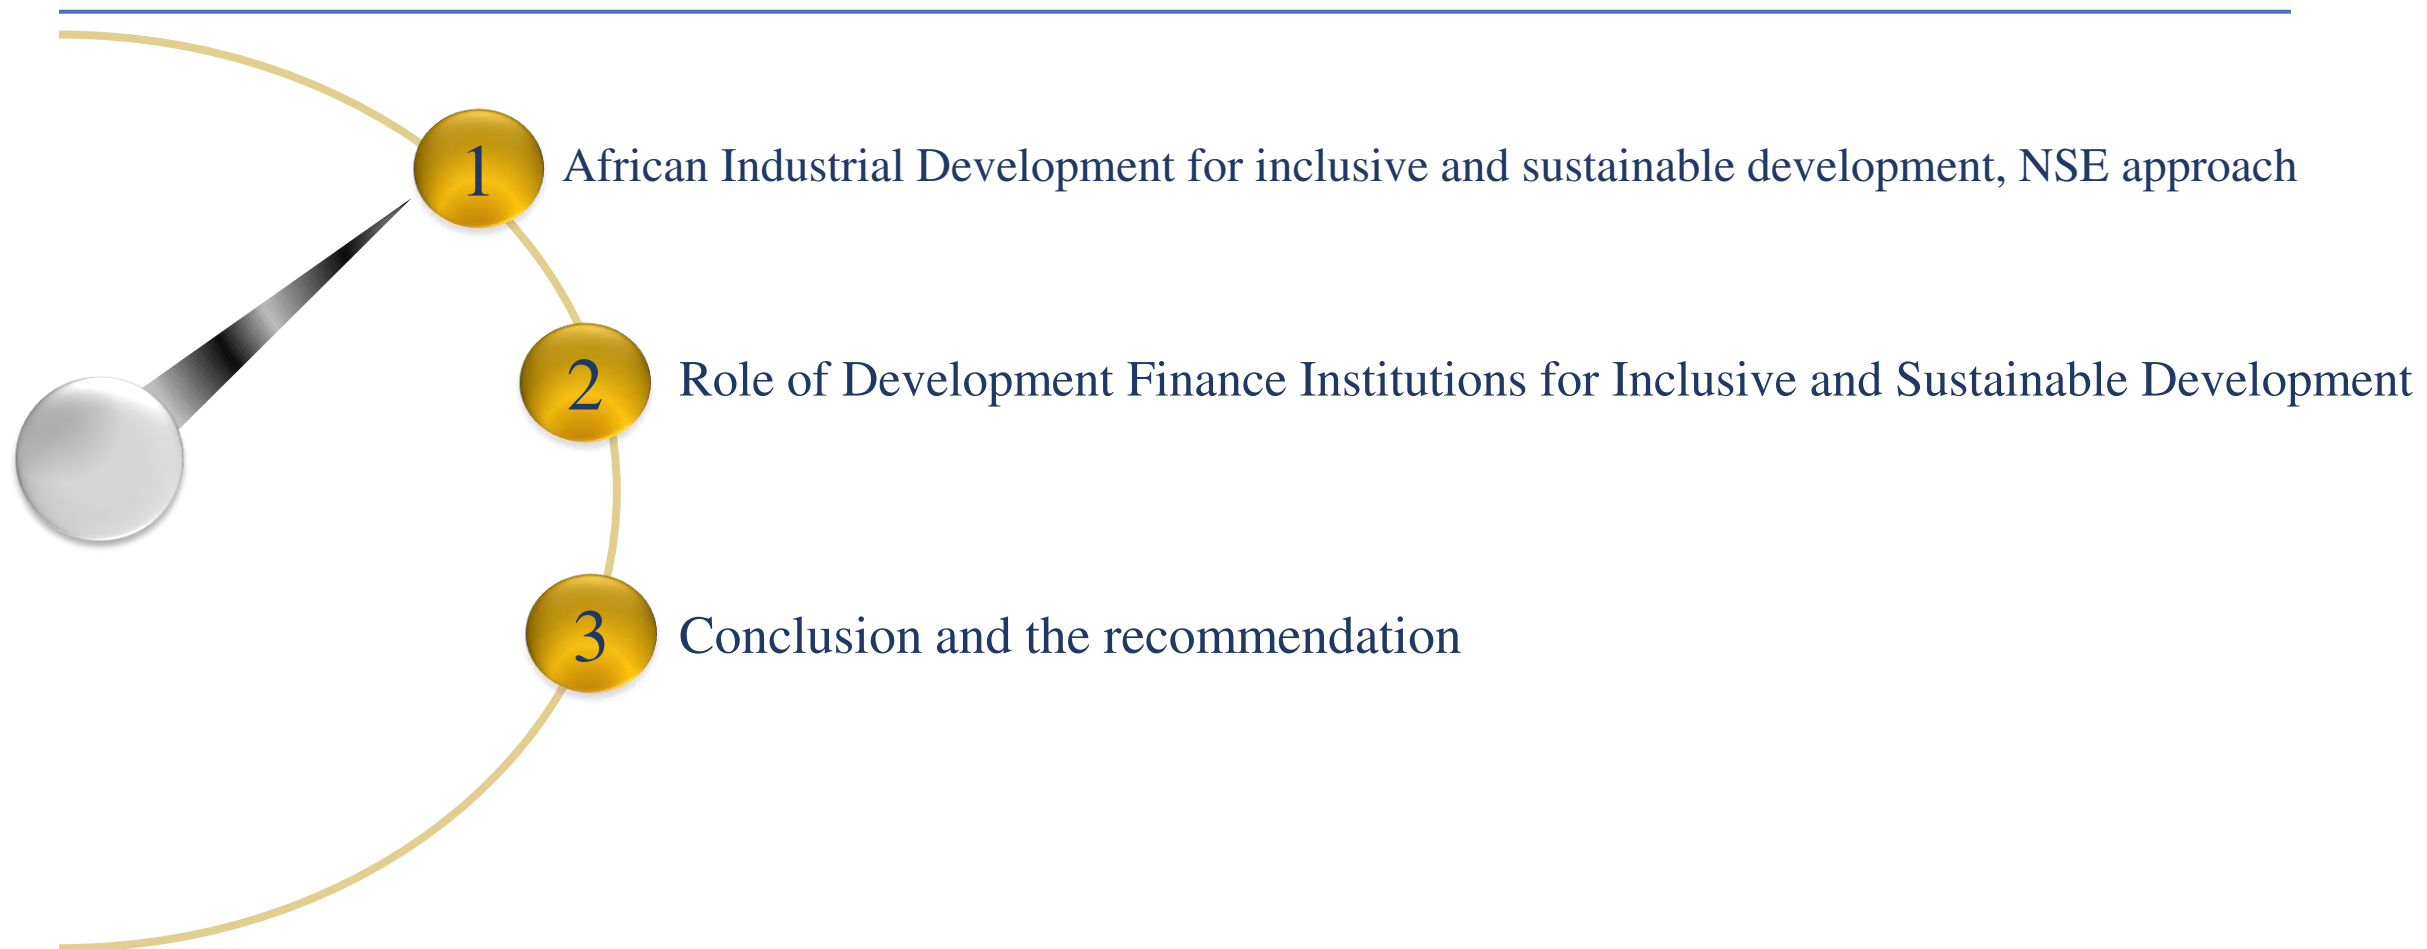 1 African Industrial Development for inclusive and sustainable development, NSE approach
2 Role of Development Finance Institutions for Inclusive and Sustainable Development
3 Conclusion and the recommendation